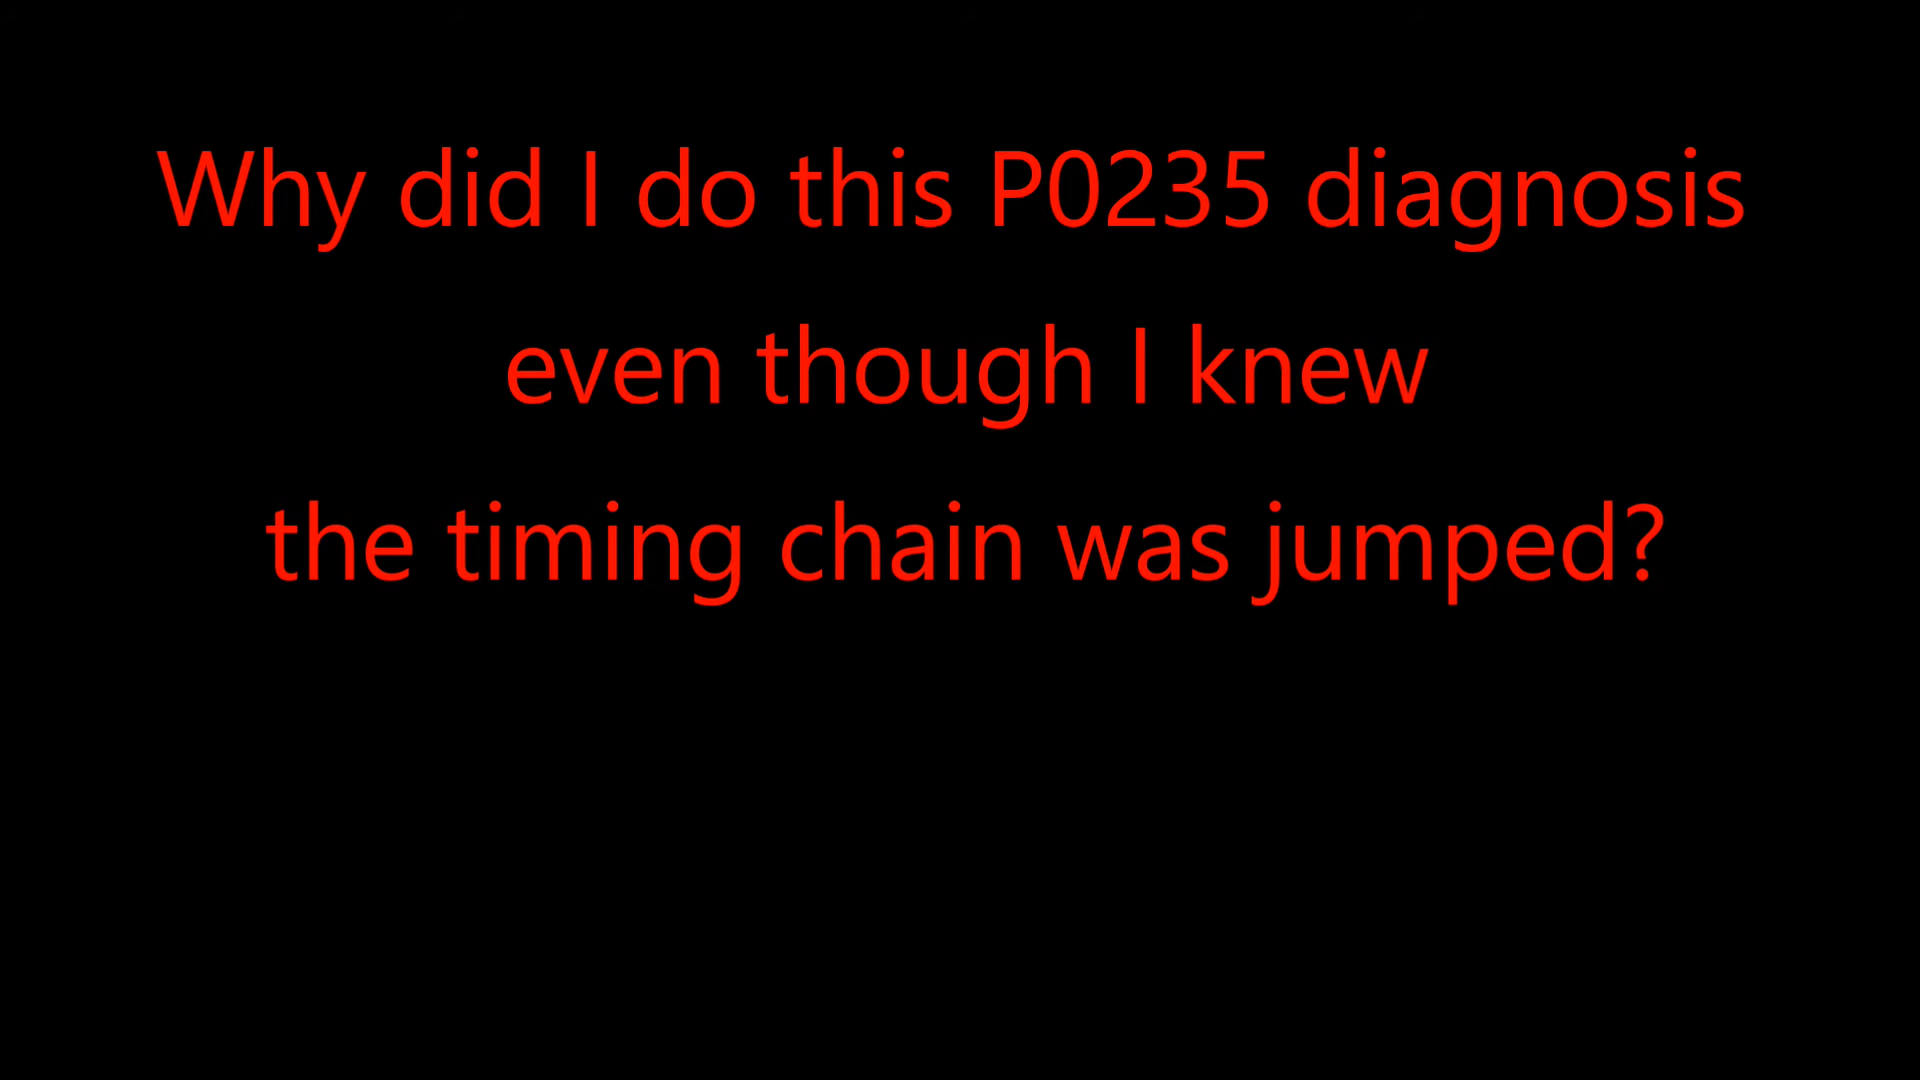 Why did I do this P0235 diagnosis
even though I knew
the timing chain was jumped?